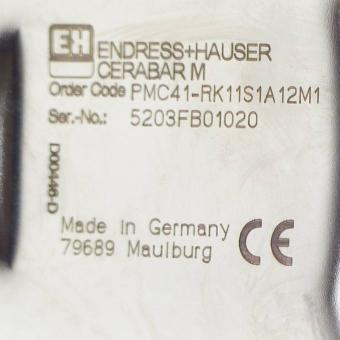 EH ENDRESS+HAUSER
CERABAR M
Order Code PMC41-RK11S1A12M1
Ser.-No.: 5203FB01020
D00446-D
Made in Germany
79689 Maulburg CE